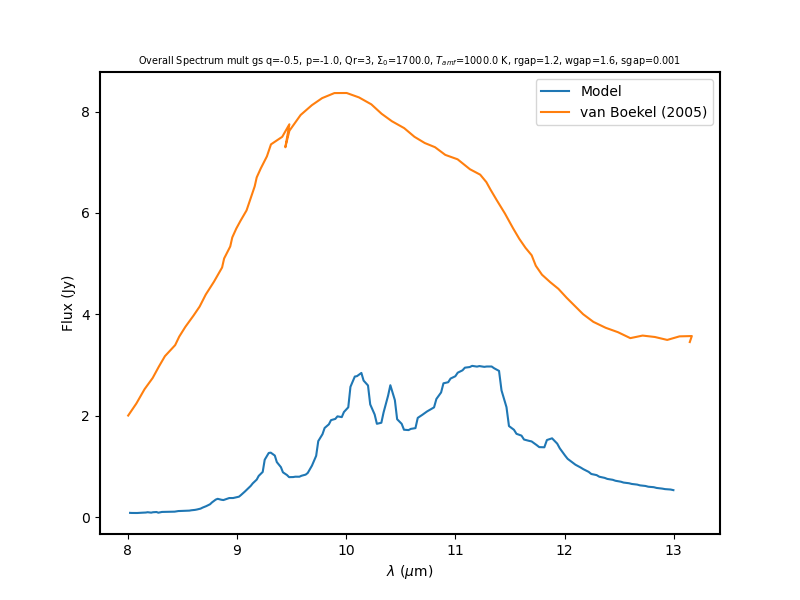 Overall Spectrum mult gs q=-0.5, p=-1.0, Qr=3, Σ₀=1700.0, T_amf=1000.0 K, rgap=1.2, wgap=1.6, sgap=0.001
Model
van Boekel (2005)
Flux (Jy)
8
6
4
2
0
8 9 10 11 12 13
λ (μm)